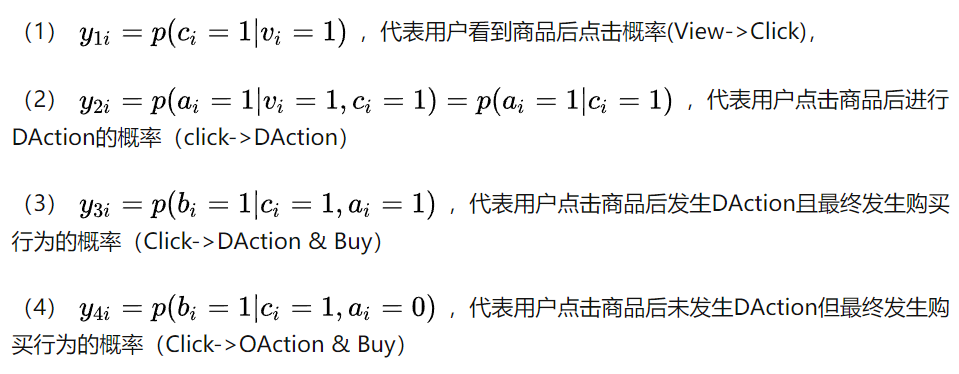 （1） y_{1i} = p(c_i = 1|v_i = 1) ，代表用户看到商品后点击概率(View->Click)，
（2） y_{2i} = p(a_i = 1|v_i = 1, c_i = 1) = p(a_i = 1|c_i = 1) ，代表用户点击商品后进行
DAction的概率（click->DAction）
（3） y_{3i} = p(b_i = 1|c_i = 1, a_i = 1) ，代表用户点击商品后发生DAction且最终发生购买
行为的概率（Click->DAction & Buy）
（4） y_{4i} = p(b_i = 1|c_i = 1, a_i = 0) ，代表用户点击商品后未发生DAction但最终发生购
买行为的概率（Click->OAction & Buy）